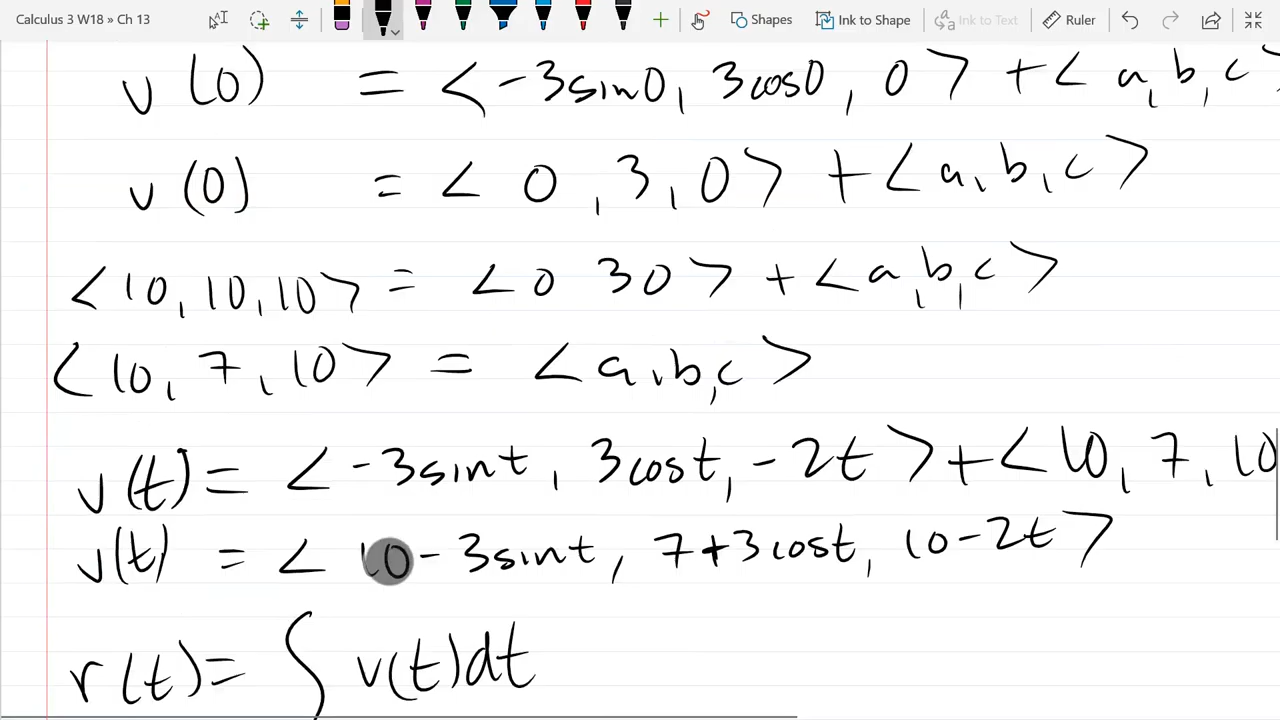 Calculus 3 W18 » Ch 13
Shapes
Ink to Shape
Ink to Text
Ruler
v(0) = < -3sin0, 3cos0, 0 > + < a, b, c >
v(0) = < 0, 3, 0 > + < a, b, c >
< 10, 10, 10 > = < 0 3 0 > + < a, b, c >
< 10, 7, 10 > = < a, b, c >
v(t) = < -3sint, 3cost, -2t > + < 10, 7, 10
v(t) = < 10 - 3sint, 7+3cost, 10-2t >
r(t) = ∫ v(t)dt